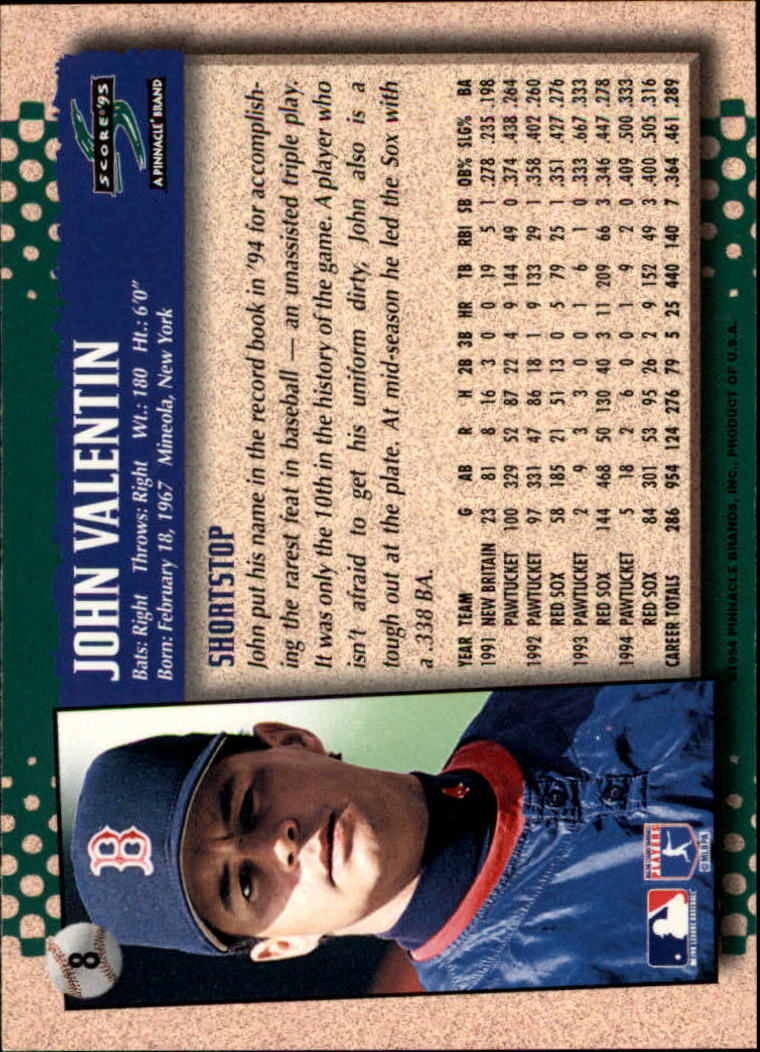 8
B
JOHN VALENTIN
Bats: Right Throws: Right Wt.: 180 Ht.: 6'0"
Born: February 18, 1967 Mineola, New York
SCORE '95
A PINNACLE BRAND
SHORTSTOP
John put his name in the record book in '94 for accomplish-
ing the rarest feat in baseball — an unassisted triple play.
It was only the 10th in the history of the game. A player who
isn't afraid to get his uniform dirty, John also is a
tough out at the plate. At mid-season he led the Sox with
a .338 BA.
YEAR TEAM G AB R H 2B 3B HR TB RBI SB OB% SLG% BA
1991 NEW BRITAIN 23 81 8 16 3 0 0 19 5 1 .278 .235 .198
PAWTUCKET 100 329 52 87 22 4 9 144 49 0 .374 .438 .264
1992 PAWTUCKET 97 331 47 86 18 1 9 133 29 1 .358 .402 .260
RED SOX 58 185 21 51 13 0 5 79 25 1 .351 .427 .276
1993 PAWTUCKET 2 9 3 3 0 0 1 6 1 0 .333 .667 .333
RED SOX 144 468 50 130 40 3 11 209 66 3 .346 .447 .278
1994 PAWTUCKET 5 18 2 6 0 0 1 9 2 0 .409 .500 .333
RED SOX 84 301 53 95 26 2 9 152 49 3 .400 .505 .316
CAREER TOTALS 286 954 124 276 79 5 25 440 140 7 .364 .461 .289
MAJOR LEAGUE BASEBALL
PLAYERS
© MLBPA
©1994 PINNACLE BRANDS, INC., PRODUCT OF U.S.A.